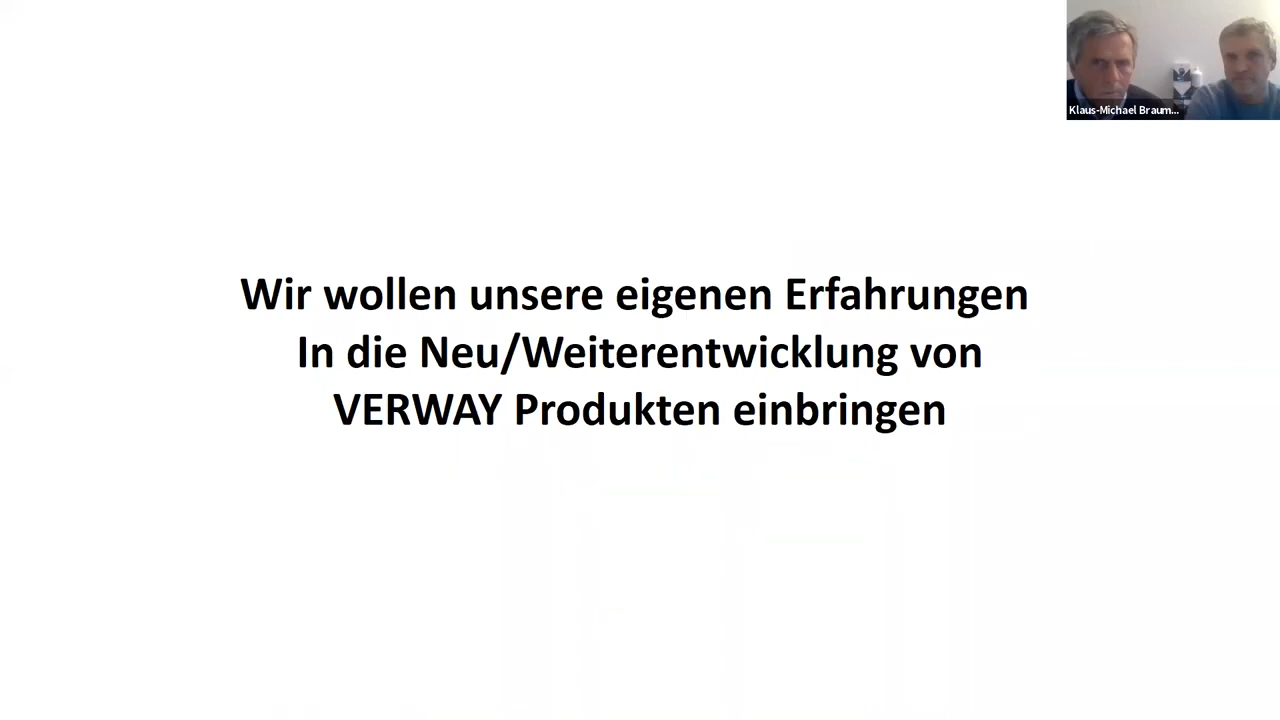 Klaus-Michael Braum...
Wir wollen unsere eigenen Erfahrungen
In die Neu/Weiterentwicklung von
VERWAY Produkten einbringen